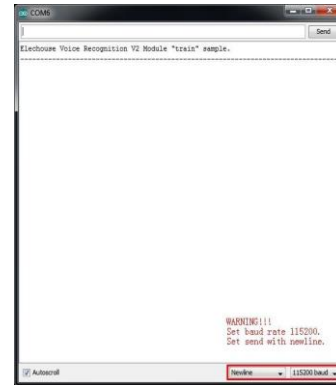 COM6
Send
Elechouse Voice Recognition V2 Module "train" sample.
--------------------------------------------------------------------------------
WARNING!!!
Set baud rate 115200.
Set send with newline.
Autoscroll
Newline
115200 baud